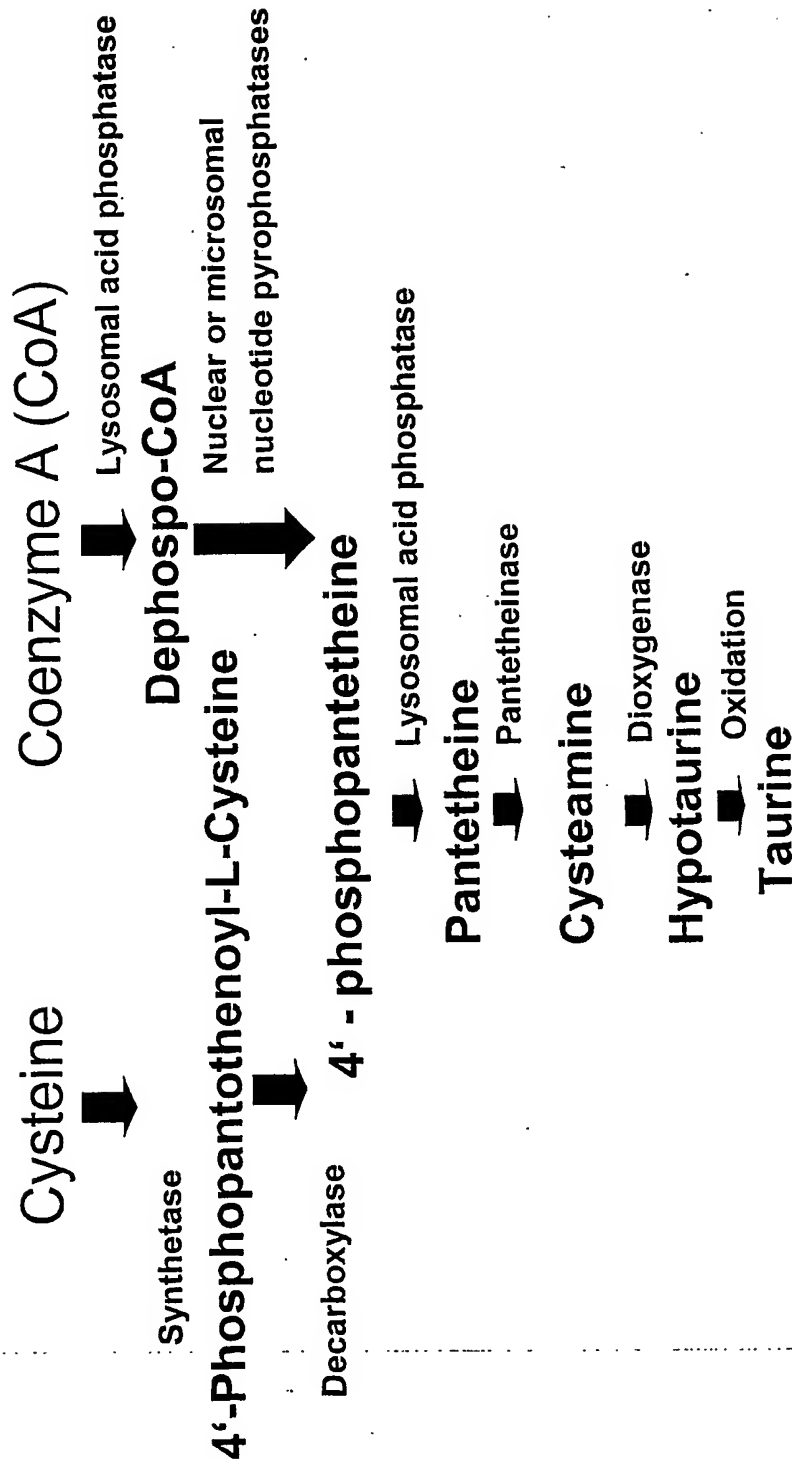 Cysteine
Coenzyme A (CoA)
Synthetase
Lysosomal acid phosphatase
4‘-Phosphopantothenoyl-L-Cysteine
Dephospo-CoA
Decarboxylase
Nuclear or microsomal
nucleotide pyrophosphatases
4‘ - phosphopantetheine
Lysosomal acid phosphatase
Pantetheine
Pantetheinase
Cysteamine
Dioxygenase
Hypotaurine
Oxidation
Taurine